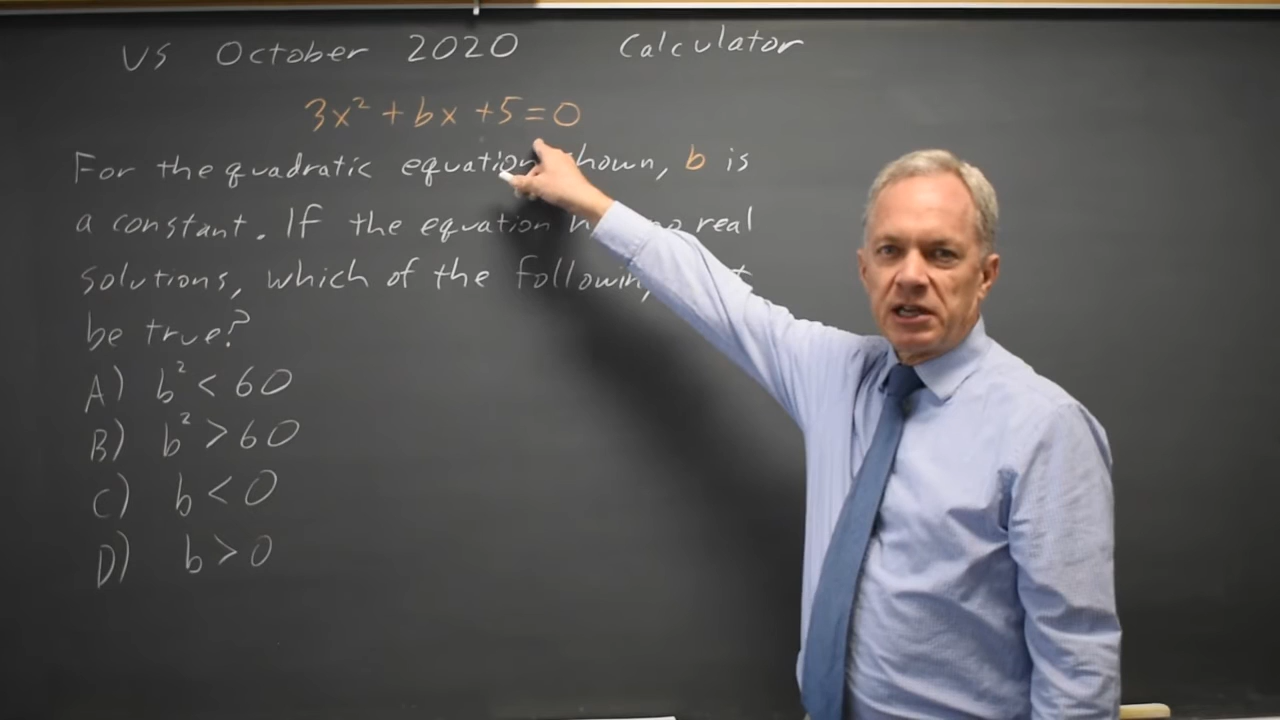 US October 2020 Calculator
3x² + bx + 5 = 0
For the quadratic equation shown, b is
a constant. If the equation no real
solutions, which of the following
be true?
A) b² < 60
B) b² > 60
C) b < 0
D) b > 0